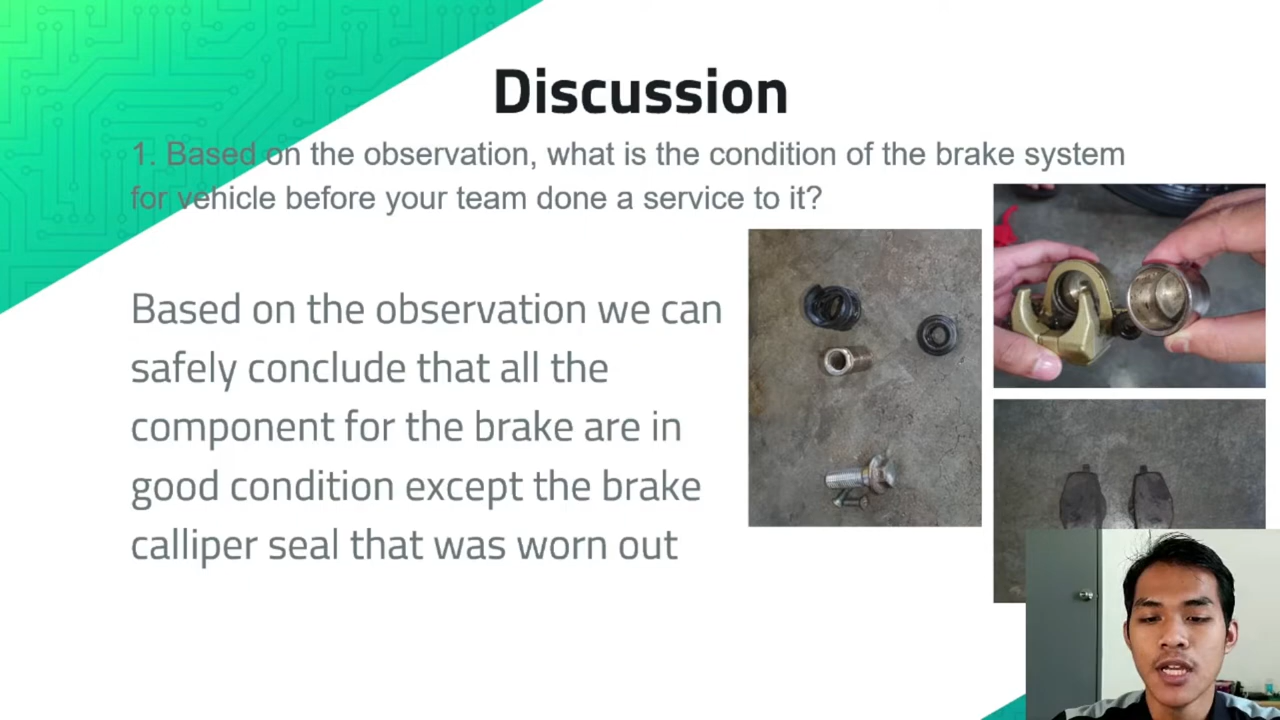 Discussion
1. Based on the observation, what is the condition of the brake system
for vehicle before your team done a service to it?
Based on the observation we can
safely conclude that all the
component for the brake are in
good condition except the brake
calliper seal that was worn out